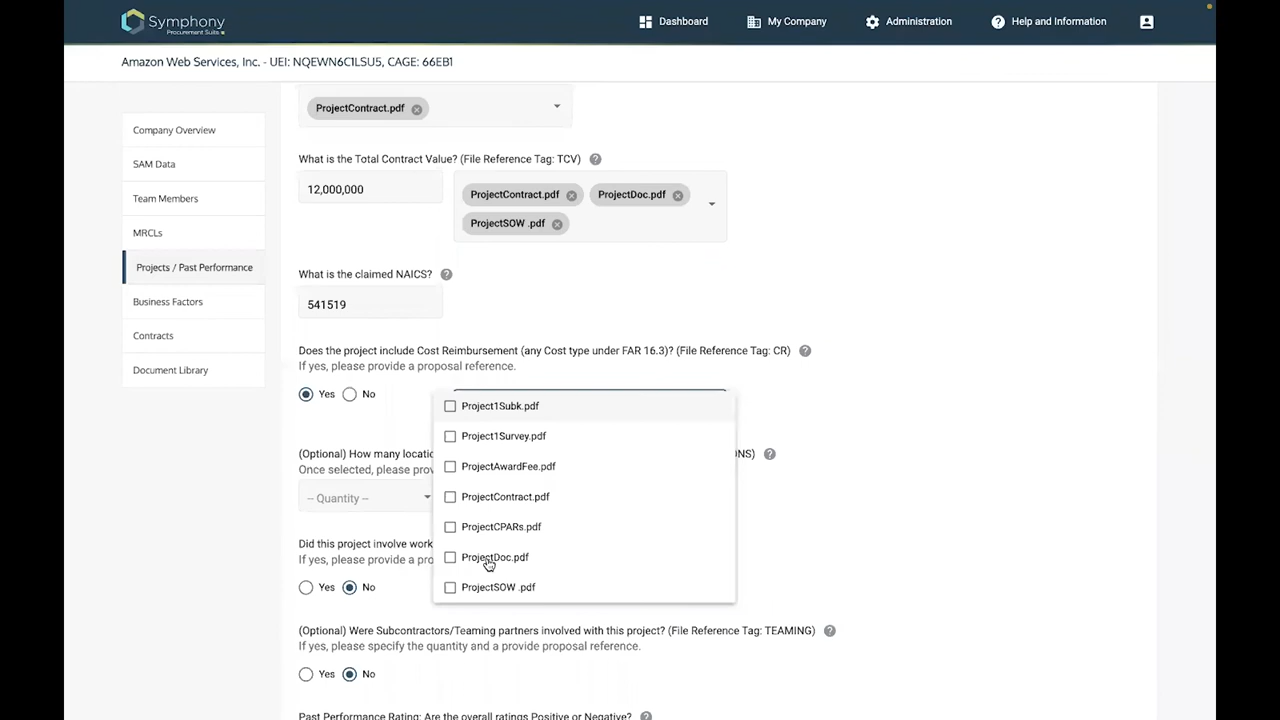 Symphony
Procurement Suite
Dashboard
My Company
Administration
Help and Information
Amazon Web Services, Inc. - UEI: NQEWN6C1LSU5, CAGE: 66EB1
Company Overview
SAM Data
Team Members
MRCLs
Projects / Past Performance
Business Factors
Contracts
Document Library
ProjectContract.pdf
What is the Total Contract Value? (File Reference Tag: TCV)
12,000,000
ProjectContract.pdf
ProjectDoc.pdf
ProjectSOW .pdf
What is the claimed NAICS?
541519
Does the project include Cost Reimbursement (any Cost type under FAR 16.3)? (File Reference Tag: CR)
If yes, please provide a proposal reference.
Yes
No
Project1Subk.pdf
Project1Survey.pdf
ProjectAwardFee.pdf
ProjectContract.pdf
ProjectCPARs.pdf
ProjectDoc.pdf
ProjectSOW .pdf
(Optional) How many locatio
NS)
Once selected, please prov
-- Quantity --
Did this project involve work
If yes, please provide a pro
Yes
No
(Optional) Were Subcontractors/Teaming partners involved with this project? (File Reference Tag: TEAMING)
If yes, please specify the quantity and a provide proposal reference.
Yes
No
Past Performance Rating: Are the overall ratings Positive or Negative?